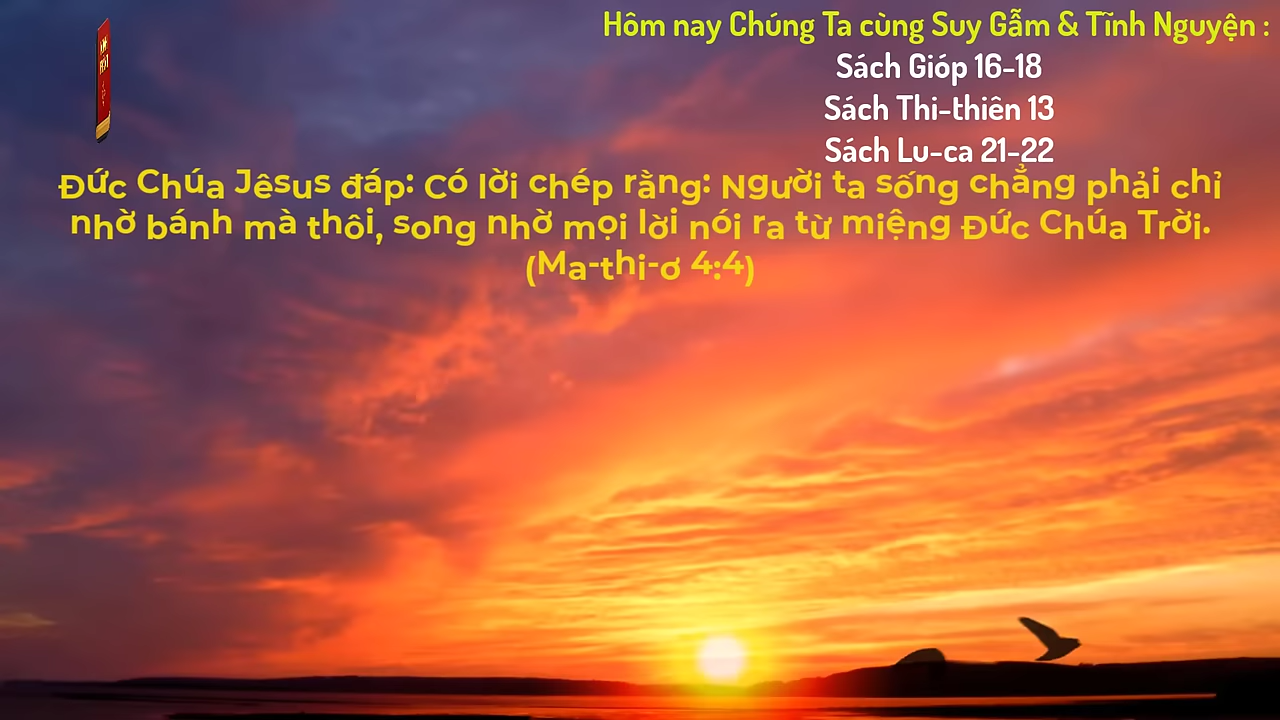 Hôm nay Chúng Ta cùng Suy Gẫm & Tĩnh Nguyện :
Sách Gióp 16-18
Sách Thi-thiên 13
Sách Lu-ca 21-22
Đức Chúa Jêsus đáp: Có lời chép rằng: Người ta sống chẳng phải chỉ
nhờ bánh mà thôi, song nhờ mọi lời nói ra từ miệng Đức Chúa Trời.
(Ma-thi-ơ 4:4)